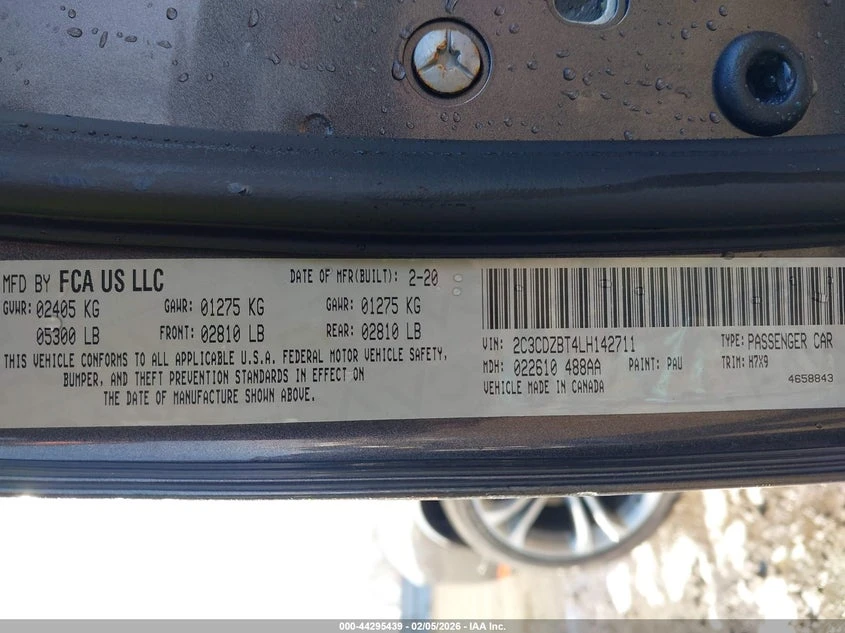 MFD BY FCA US LLC
DATE OF MFR(BUILT): 2-20
GVWR: 02405 KG GAWR: 01275 KG GAWR: 01275 KG
05300 LB FRONT: 02810 LB REAR: 02810 LB
THIS VEHICLE CONFORMS TO ALL APPLICABLE U.S.A. FEDERAL MOTOR VEHICLE SAFETY,
BUMPER, AND THEFT PREVENTION STANDARDS IN EFFECT ON
THE DATE OF MANUFACTURE SHOWN ABOVE.
VIN: 2C3CDZBT4LH142711 TYPE: PASSENGER CAR
MDH: 022610 488AA PAINT: PAU TRIM: H7X9
VEHICLE MADE IN CANADA 4658843
000-44295439 - 02/05/2026 - IAA Inc.